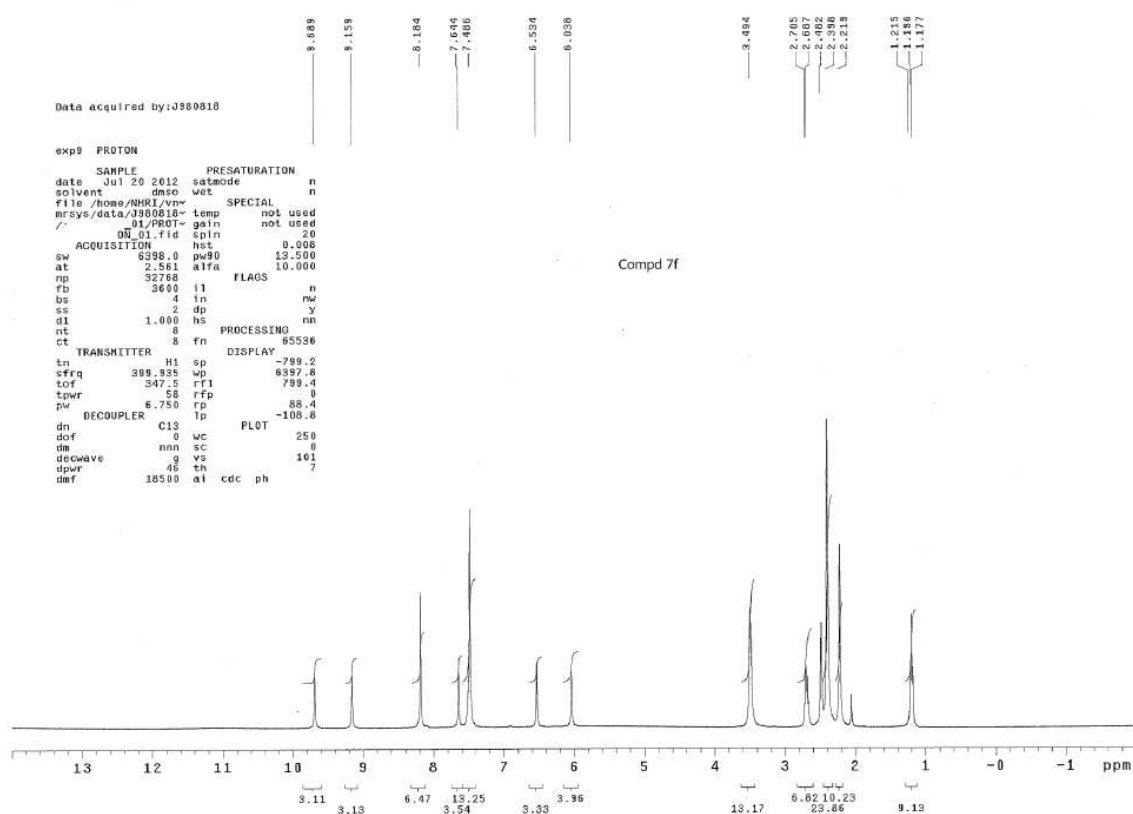 9.689
9.159
8.184
7.644
7.486
6.534
6.038
3.494
2.705
2.687
2.482
2.398
2.219
1.215
1.196
1.177
Data acquired by:J980818
exp9 PROTON
SAMPLE PRESATURATION
date Jul 20 2012 satmode n
solvent dmso wet n
file /home/NHRI/vn~ SPECIAL
mrsys/data/J980818~ temp not used
/- _01/PROT~ gain not used
ON_01.fid spin 20
ACQUISITION hst 0.008
sw 6398.0 pw90 13.500
at 2.561 alfa 10.000
np 32768 FLAGS
fb 3600 il n
bs 4 in nw
ss 2 dp y
d1 1.000 hs nn
nt 8 PROCESSING
ct 8 fn 65536
TRANSMITTER DISPLAY
tn H1 sp -799.2
sfrq 399.935 wp 6397.8
tof 347.5 rfl 799.4
tpwr 58 rfp 0
pw 6.750 rp 88.4
DECOUPLER lp -108.8
dn C13 PLOT
dof 0 wc 250
dm nnn sc 0
decwave g vs 101
dpwr 46 th 7
dmf 18500 ai cdc ph
Compd 7f
13 12 11 10 9 8 7 6 5 4 3 2 1 -0 -1 ppm
3.11 6.47 13.25 3.33 3.96 13.17 6.82 10.23 9.13
3.13 3.54 23.86